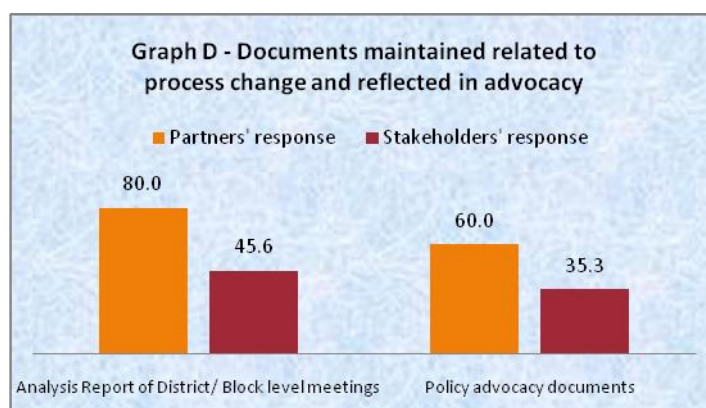 Graph D - Documents maintained related to
process change and reflected in advocacy
Partners' response Stakeholders' response
80.0
45.6
60.0
35.3
Analysis Report of District/ Block level meetings
Policy advocacy documents